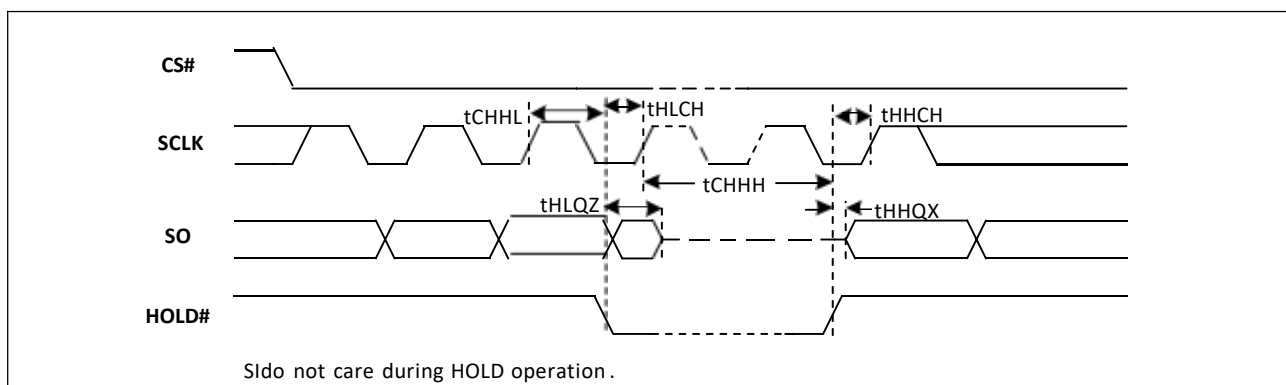 CS#
tCHHL
tHLCH
tHHCH
SCLK
tCHHH
tHLQZ
tHHQX
SO
HOLD#
SIdo not care during HOLD operation .